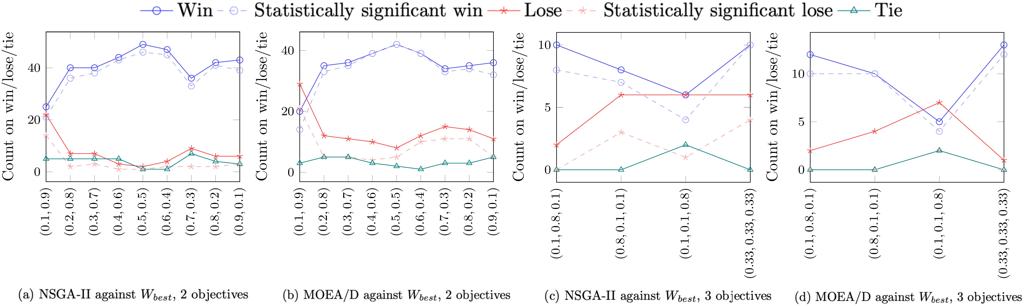 Win Statistically significant win Lose Statistically significant lose Tie
Count on win/lose/tie
40
20
0
(0.1, 0.9)
(0.2, 0.8)
(0.3, 0.7)
(0.4, 0.6)
(0.5, 0.5)
(0.6, 0.4)
(0.7, 0.3)
(0.8, 0.2)
(0.9, 0.1)
(a) NSGA-II against W_best, 2 objectives
Count on win/lose/tie
40
20
0
(0.1, 0.9)
(0.2, 0.8)
(0.3, 0.7)
(0.4, 0.6)
(0.5, 0.5)
(0.6, 0.4)
(0.7, 0.3)
(0.8, 0.2)
(0.9, 0.1)
(b) MOEA/D against W_best, 2 objectives
Count on win/lose/tie
10
5
0
(0.1, 0.8, 0.1)
(0.8, 0.1, 0.1)
(0.1, 0.1, 0.8)
(0.33, 0.33, 0.33)
(c) NSGA-II against W_best, 3 objectives
Count on win/lose/tie
10
5
0
(0.1, 0.8, 0.1)
(0.8, 0.1, 0.1)
(0.1, 0.1, 0.8)
(0.33, 0.33, 0.33)
(d) MOEA/D against W_best, 3 objectives